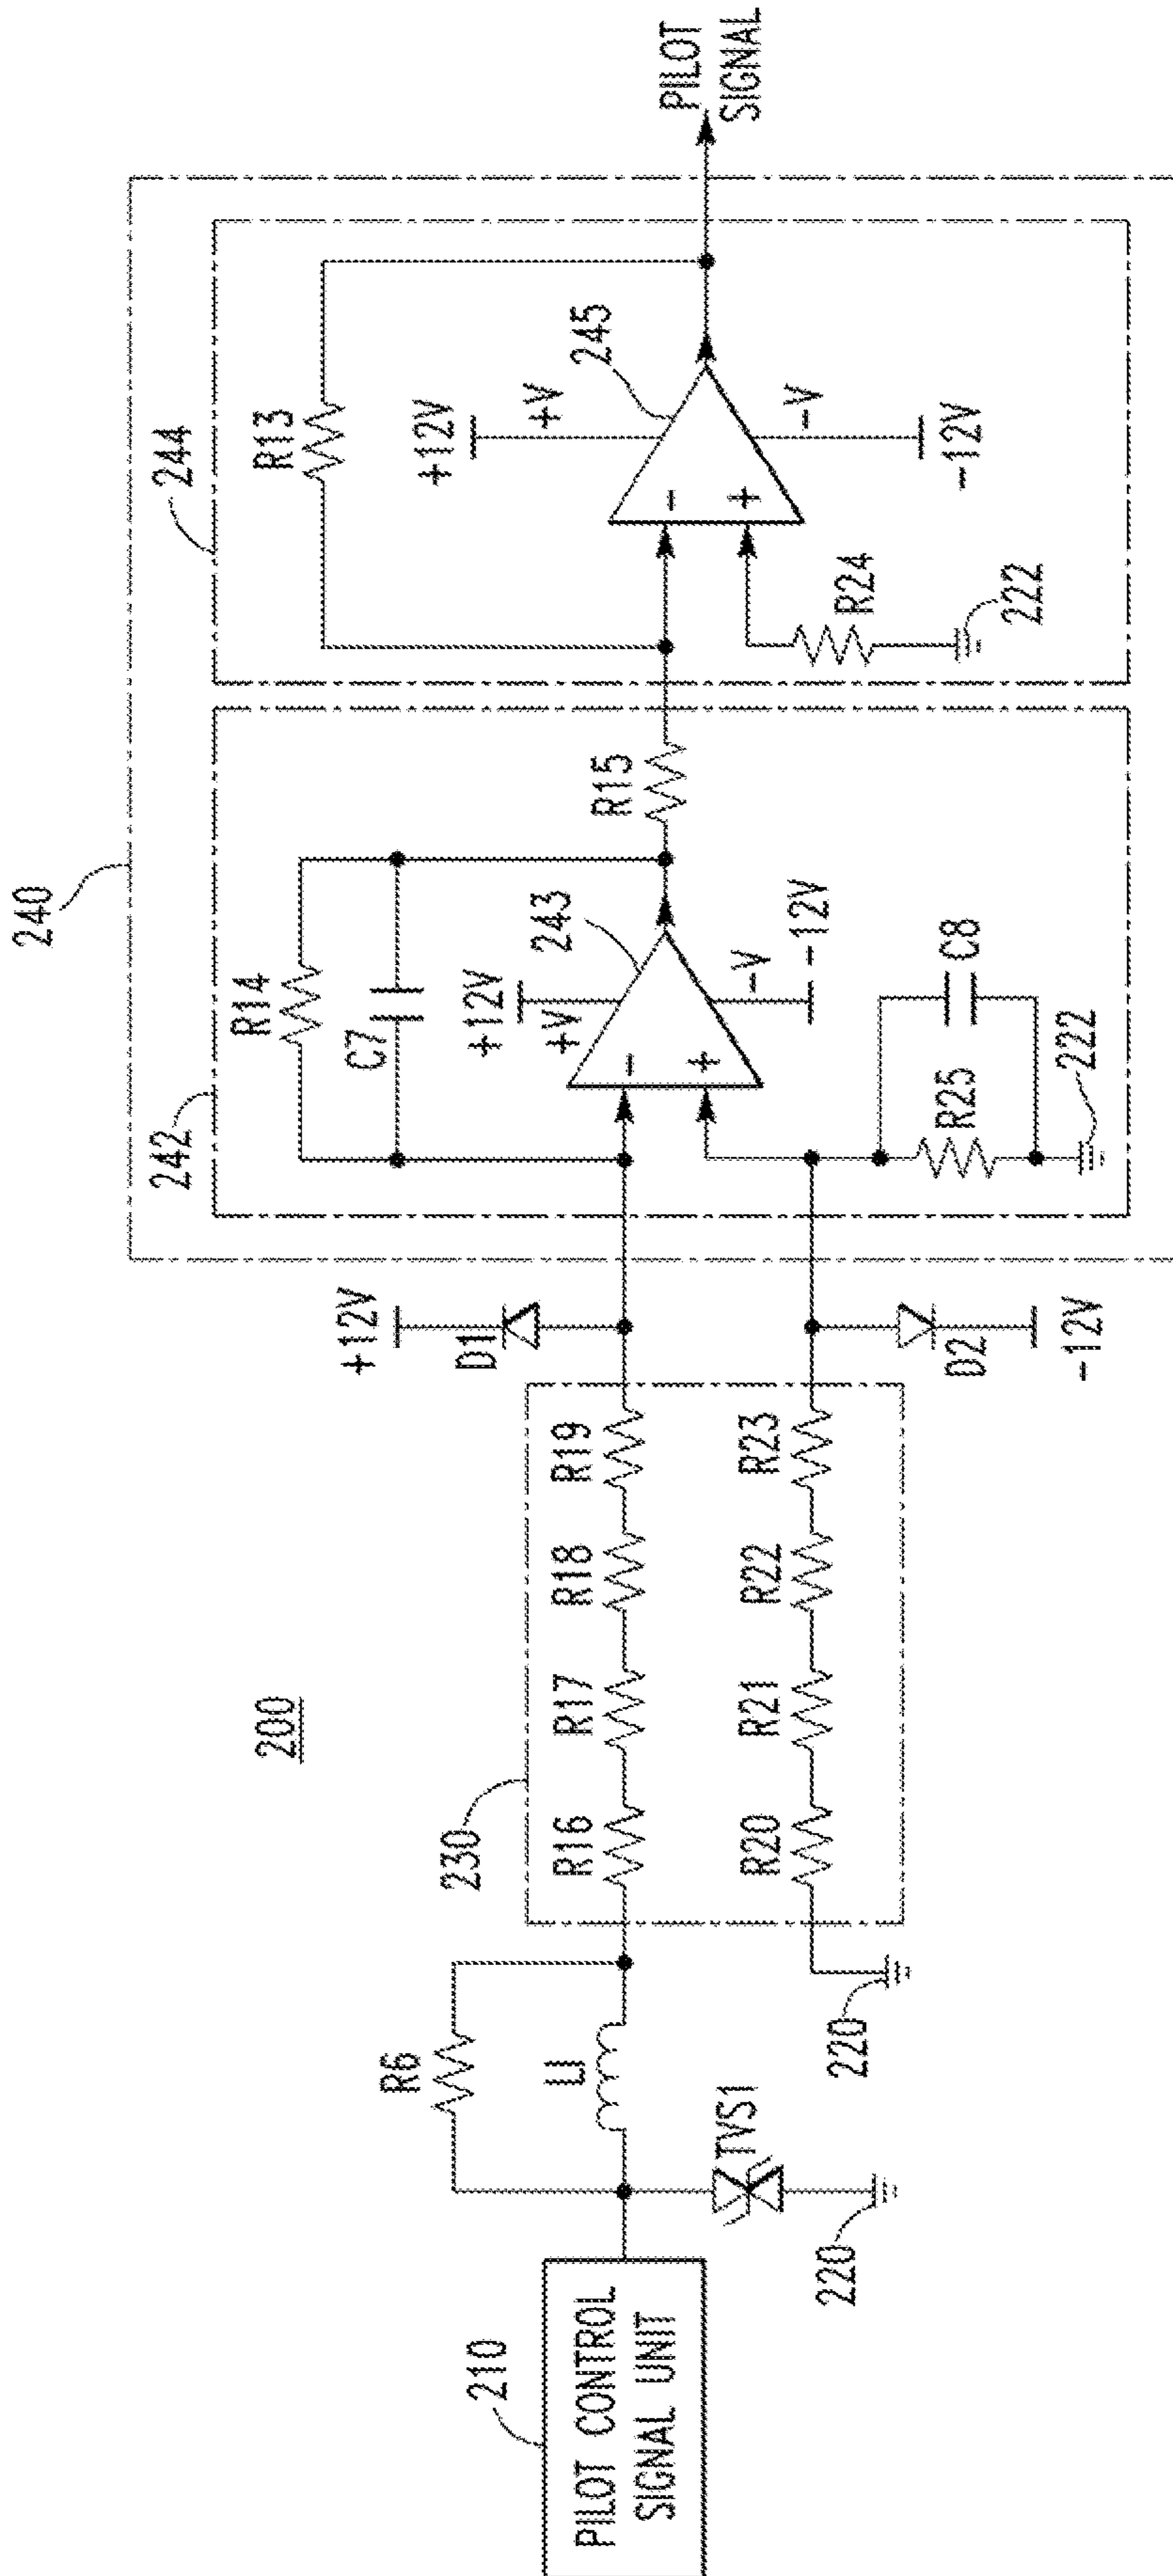 200
210
PILOT CONTROL
SIGNAL UNIT
R6
LI
TVS1
220
220
230
R16
R17
R18
R19
R20
R21
R22
R23
+12V
D1
D2
-12V
240
242
R14
C7
+12V
+V
243
-
+
-V
-12V
R25
C8
222
R15
244
R13
+12V
+V
245
-
+
-V
-12V
R24
222
PILOT
SIGNAL